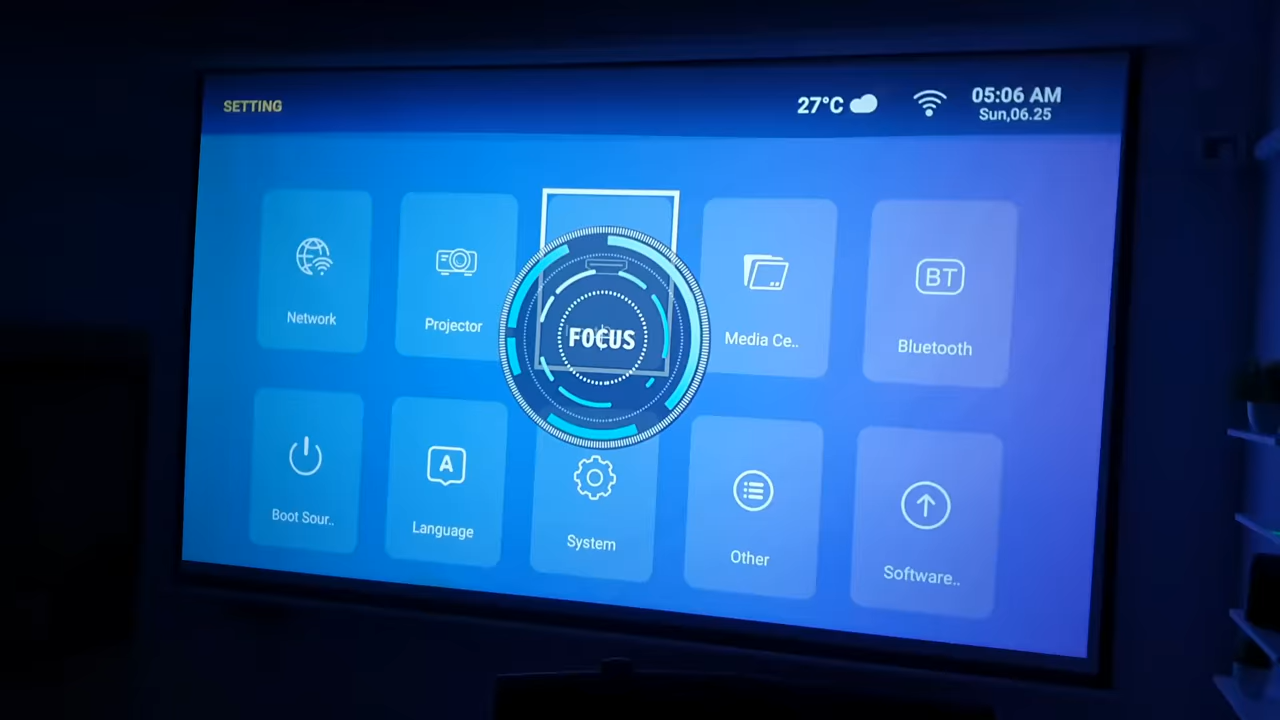 SETTING
27°C
05:06 AM
Sun,06.25
Network
Projector
FOCUS
Media Ce..
BT
Bluetooth
Boot Sour..
A
Language
System
Other
Software..